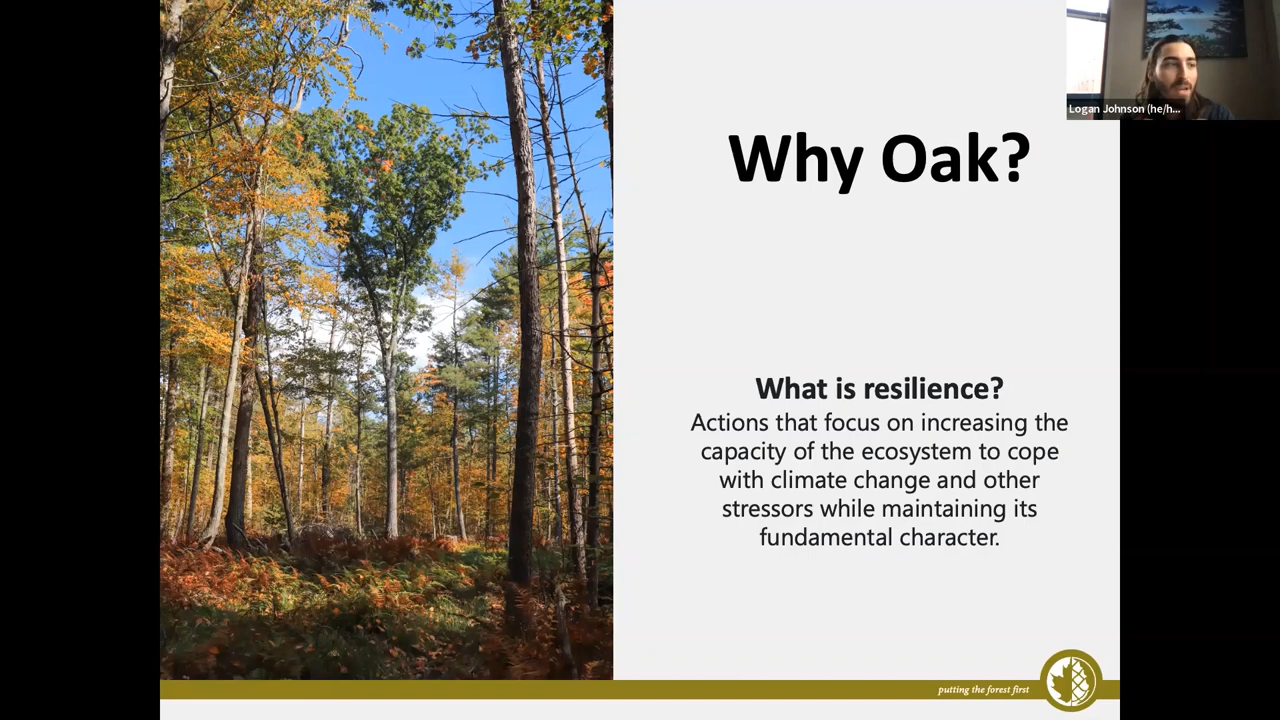 Logan Johnson (he/h...
Why Oak?
What is resilience?
Actions that focus on increasing the
capacity of the ecosystem to cope
with climate change and other
stressors while maintaining its
fundamental character.
putting the forest first